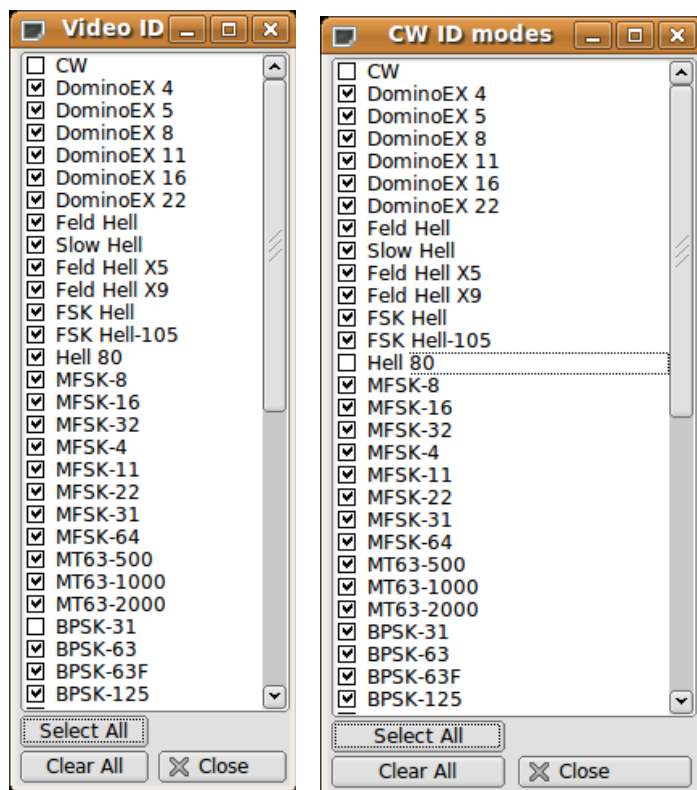 Video ID
CW
DominoEX 4
DominoEX 5
DominoEX 8
DominoEX 11
DominoEX 16
DominoEX 22
Feld Hell
Slow Hell
Feld Hell X5
Feld Hell X9
FSK Hell
FSK Hell-105
Hell 80
MFSK-8
MFSK-16
MFSK-32
MFSK-4
MFSK-11
MFSK-22
MFSK-31
MFSK-64
MT63-500
MT63-1000
MT63-2000
BPSK-31
BPSK-63
BPSK-63F
BPSK-125
Select All
Clear All
Close
CW ID modes
CW
DominoEX 4
DominoEX 5
DominoEX 8
DominoEX 11
DominoEX 16
DominoEX 22
Feld Hell
Slow Hell
Feld Hell X5
Feld Hell X9
FSK Hell
FSK Hell-105
Hell 80
MFSK-8
MFSK-16
MFSK-32
MFSK-4
MFSK-11
MFSK-22
MFSK-31
MFSK-64
MT63-500
MT63-1000
MT63-2000
BPSK-31
BPSK-63
BPSK-63F
BPSK-125
Select All
Clear All
Close